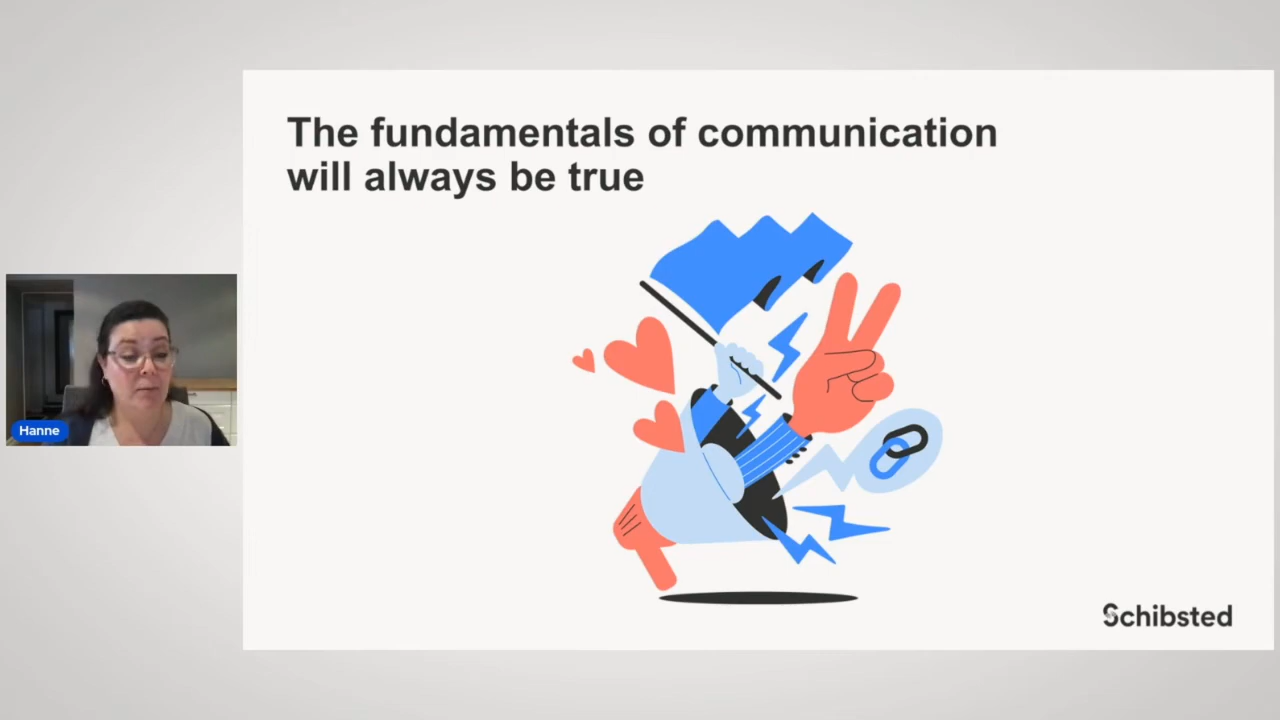 The fundamentals of communication
will always be true
Hanne
Schibsted